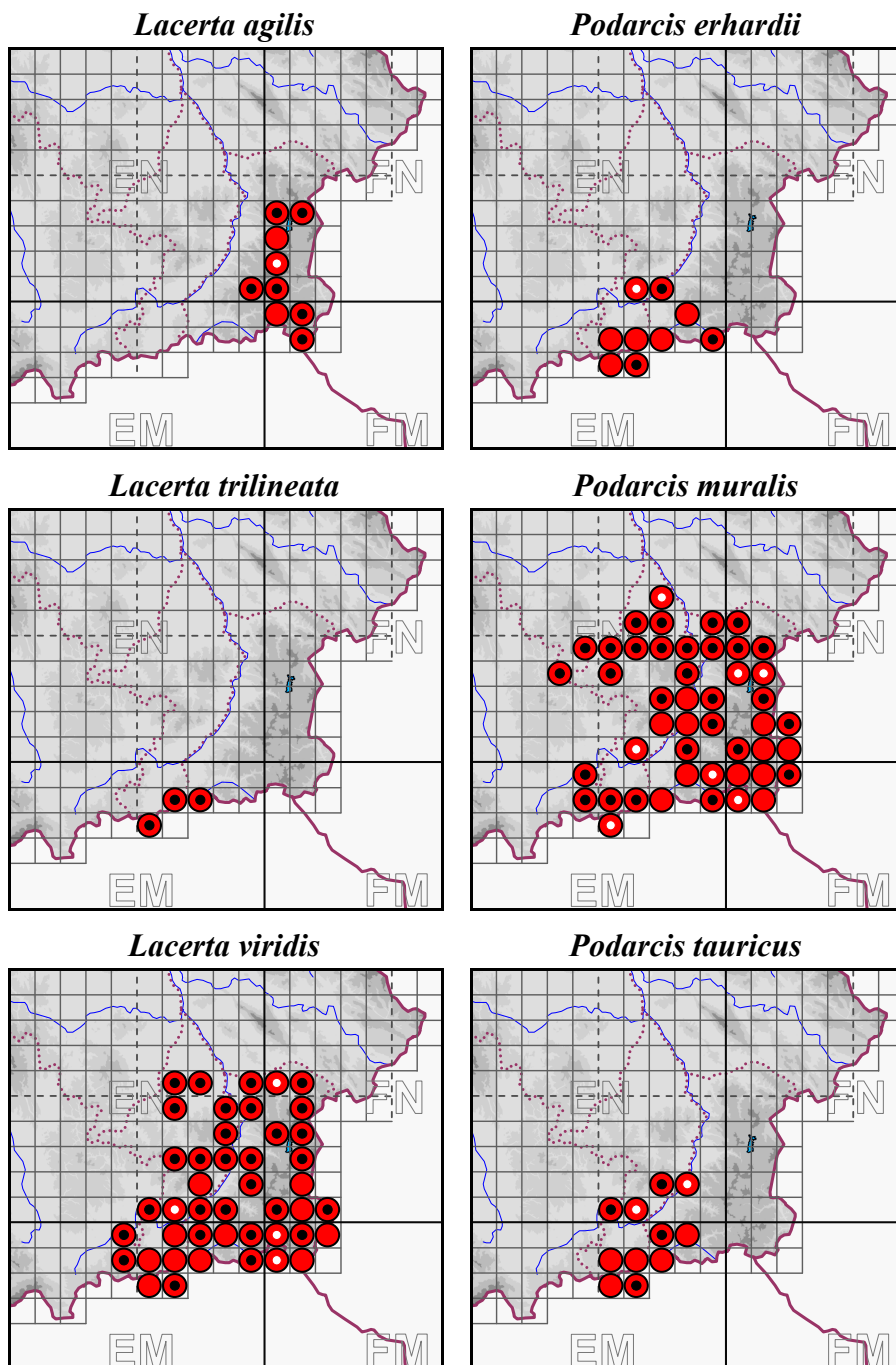 Lacerta agilis
Podarcis erhardii
EN
FN
EM
FM
EN
FN
EM
FM
Lacerta trilineata
Podarcis muralis
EN
FN
EM
FM
EN
FN
EM
FM
Lacerta viridis
Podarcis tauricus
EN
FN
EM
FM
EN
FN
EM
FM